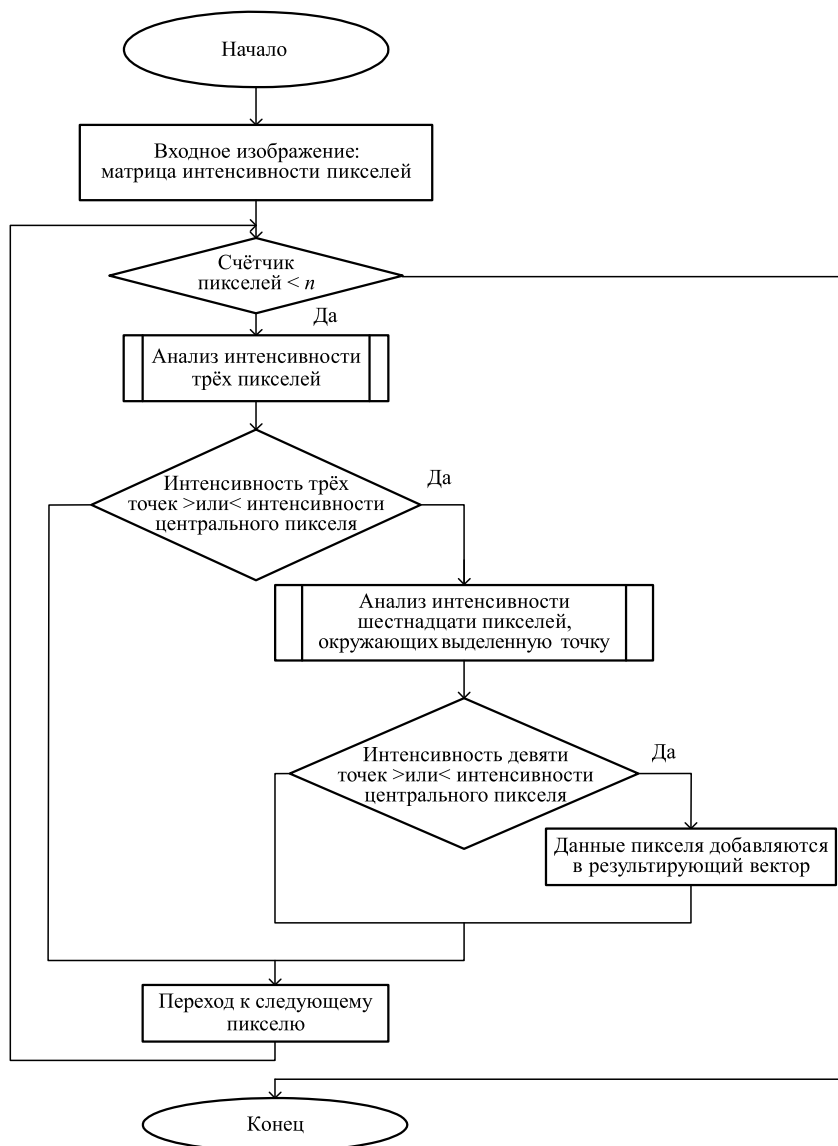 Начало
Входное изображение:
матрица интенсивности пикселей
Счётчик
пикселей < n
Да
Анализ интенсивности
трёх пикселей
Интенсивность трёх
точек >или< интенсивности
центрального пикселя
Да
Анализ интенсивности
шестнадцати пикселей,
окружающих выделенную точку
Интенсивность девяти
точек >или< интенсивности
центрального пикселя
Да
Данные пикселя добавляются
в результирующий вектор
Переход к следующему
пикселю
Конец